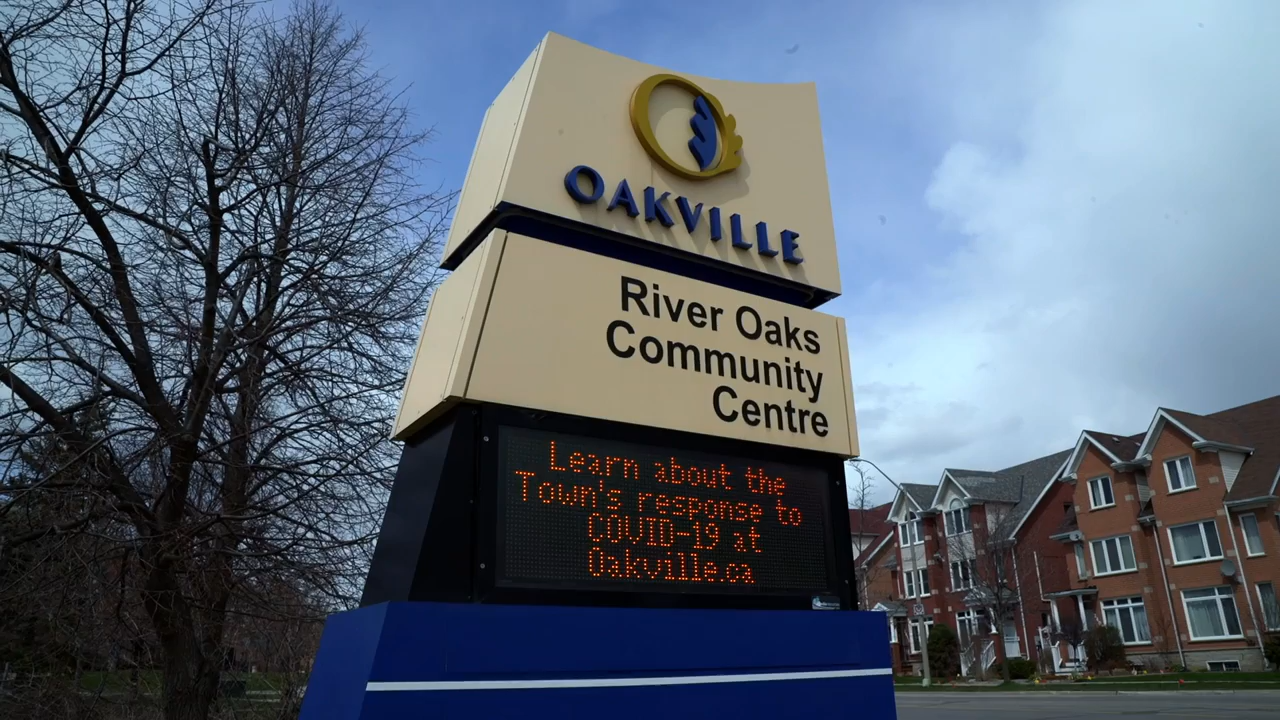 OAKVILLE
River Oaks
Community
Centre
Learn about the
Town's response to
COVID-19 at
Oakville.ca